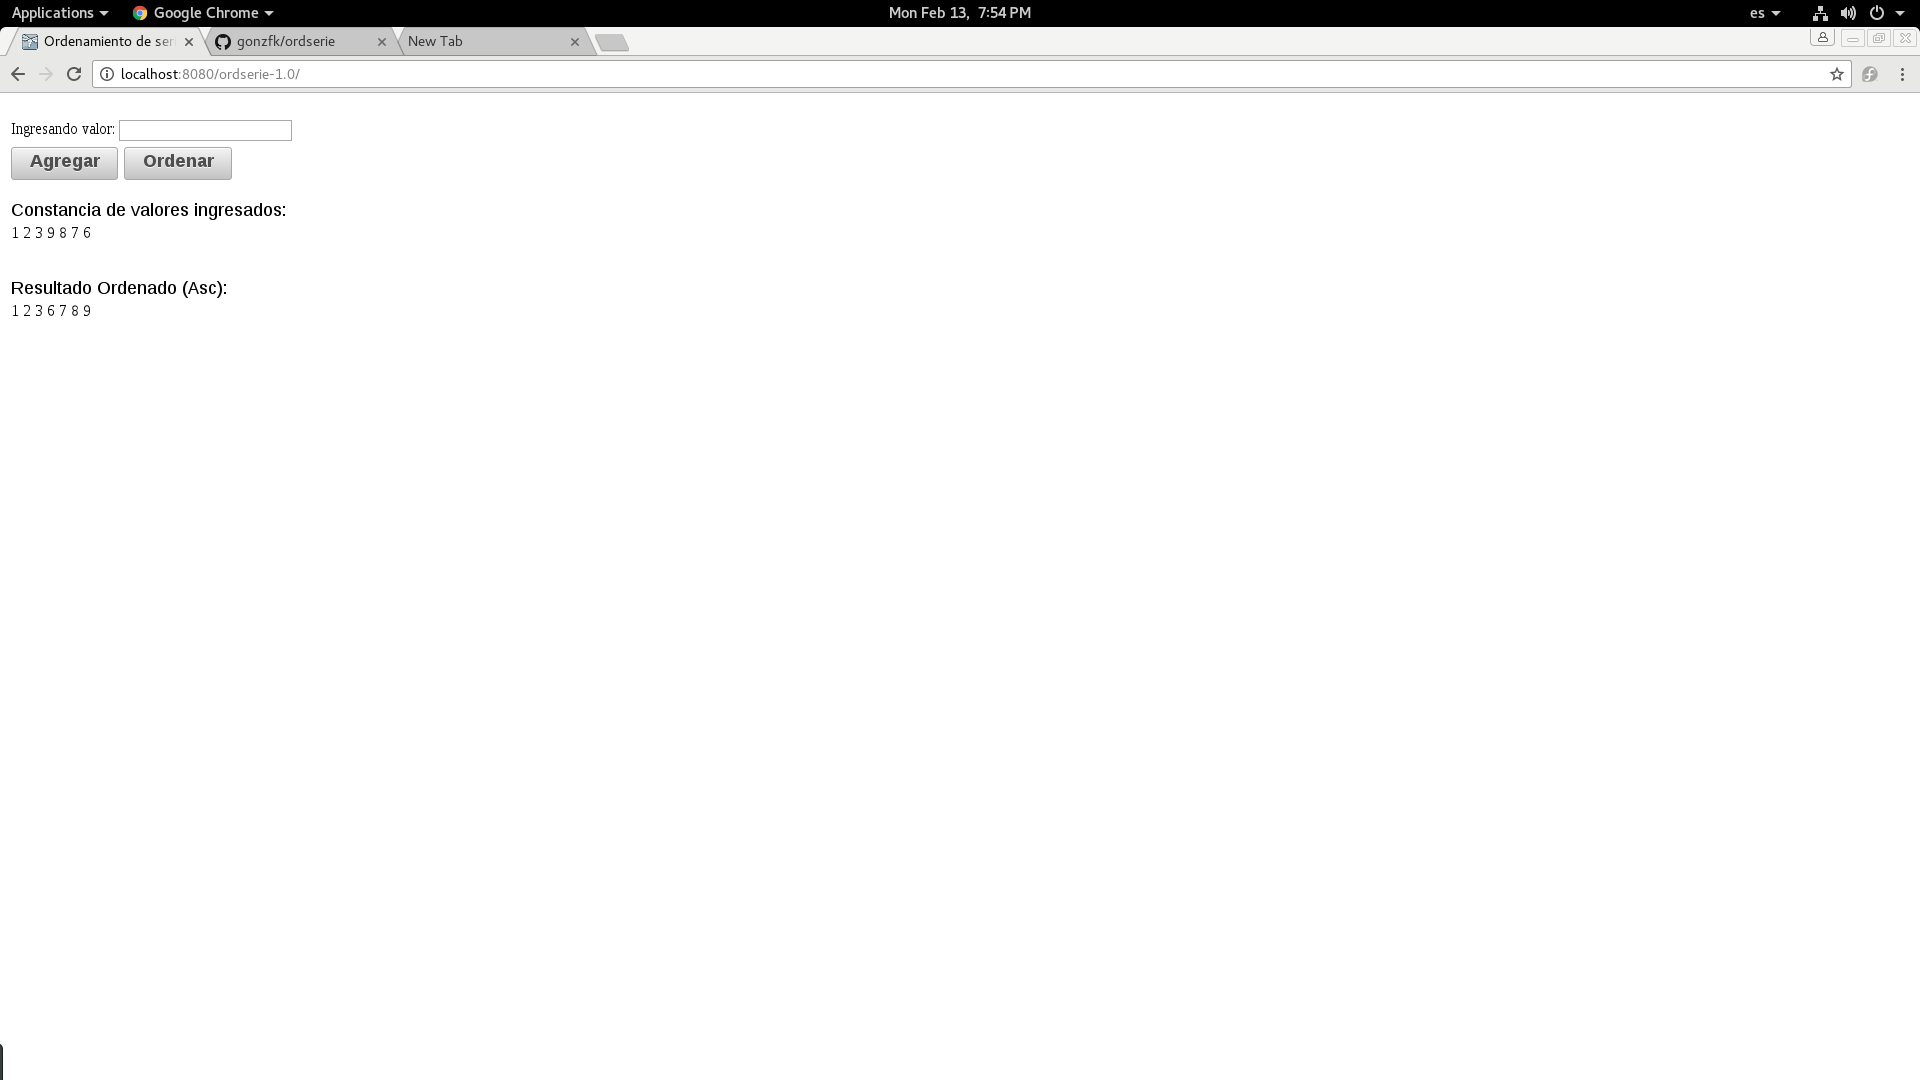 Applications Google Chrome Mon Feb 13, 7:54 PM es
Ordenamiento de seri gonzfk/ordserie New Tab
localhost:8080/ordserie-1.0/
Ingresando valor:
Agregar Ordenar
Constancia de valores ingresados:
1 2 3 9 8 7 6
Resultado Ordenado (Asc):
1 2 3 6 7 8 9